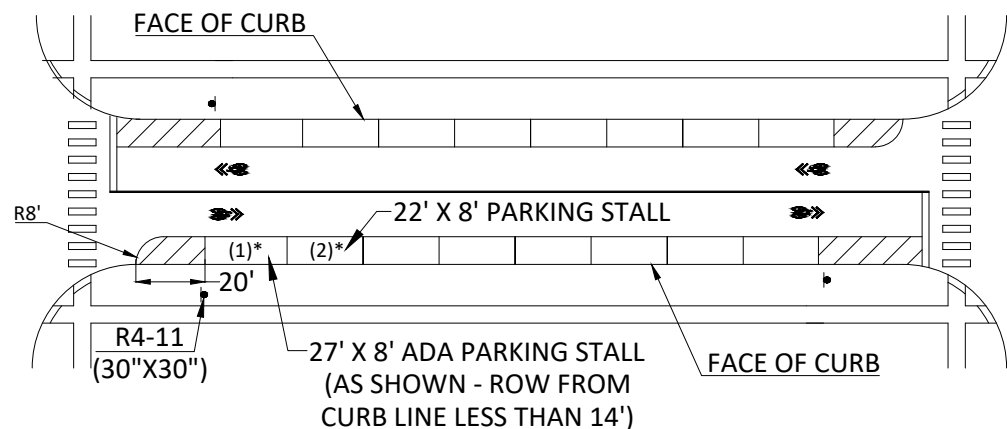 FACE OF CURB
R8'
22' X 8' PARKING STALL
(1)*
(2)*
20'
R4-11
(30"X30")
27' X 8' ADA PARKING STALL
(AS SHOWN - ROW FROM
CURB LINE LESS THAN 14')
FACE OF CURB